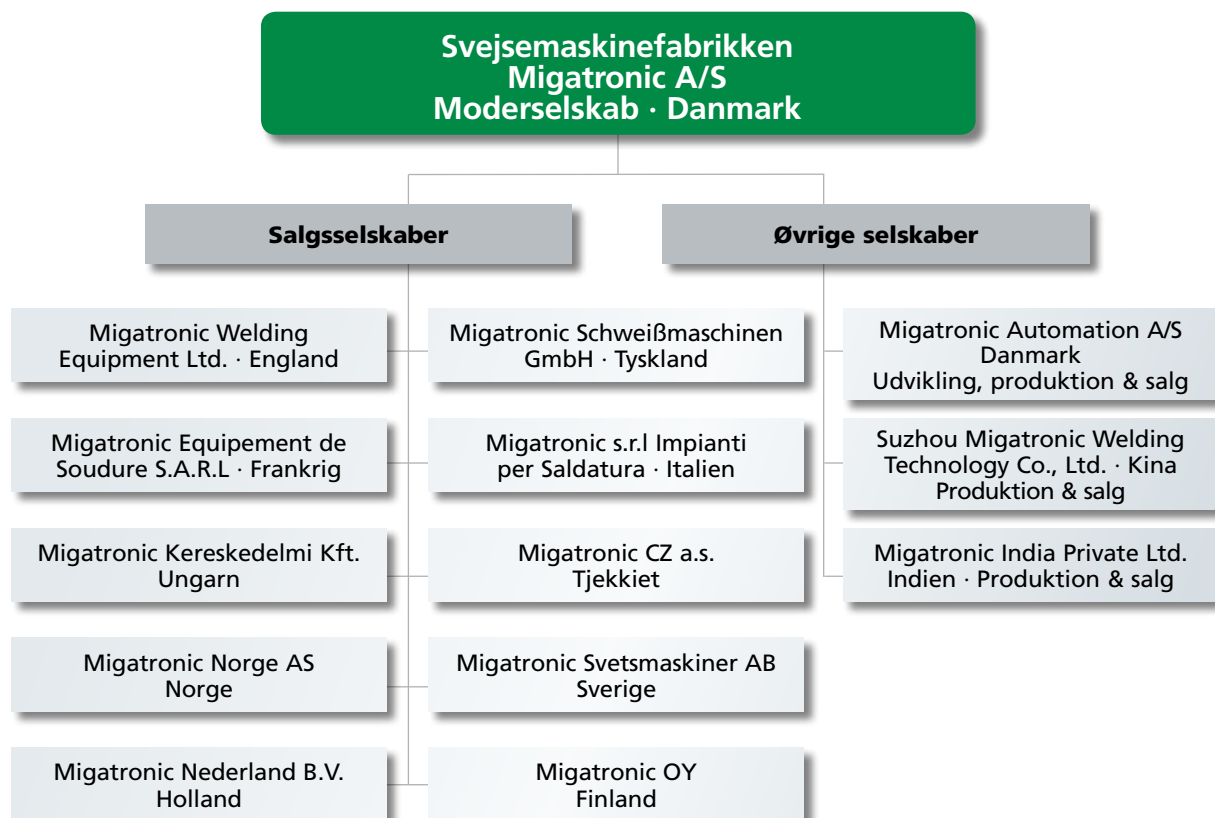 Svejsemaskinefabrikken
Migatronic A/S
Moderselskab · Danmark
Salgsselskaber
Migatronic Welding
Equipment Ltd. · England
Migatronic Schweißmaschinen
GmbH · Tyskland
Migatronic Equipement de
Soudure S.A.R.L · Frankrig
Migatronic s.r.l Impianti
per Saldatura · Italien
Migatronic Kereskedelmi Kft.
Ungarn
Migatronic CZ a.s.
Tjekkiet
Migatronic Norge AS
Norge
Migatronic Svetsmaskiner AB
Sverige
Migatronic Nederland B.V.
Holland
Migatronic OY
Finland
Øvrige selskaber
Migatronic Automation A/S
Danmark
Udvikling, produktion & salg
Suzhou Migatronic Welding
Technology Co., Ltd. · Kina
Produktion & salg
Migatronic India Private Ltd.
Indien · Produktion & salg